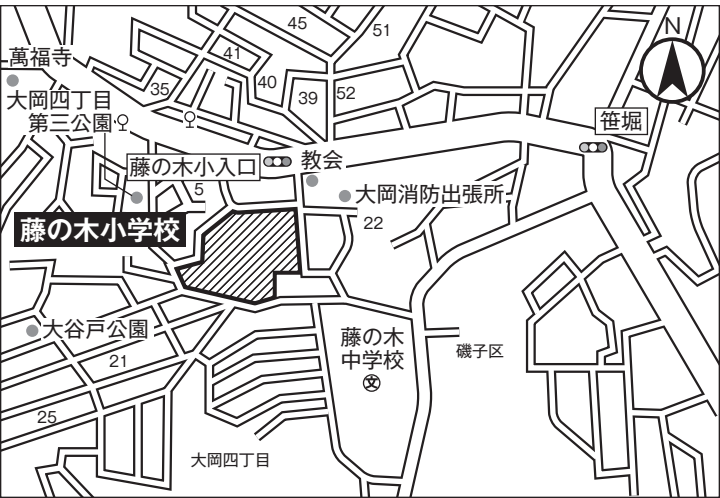 45
51
N
萬福寺
41
40
35
39
52
大岡四丁目
第三公園
笹堀
藤の木小入口
教会
5
大岡消防出張所
22
藤の木小学校
大谷戸公園
藤の木
中学校
文
磯子区
21
25
大岡四丁目